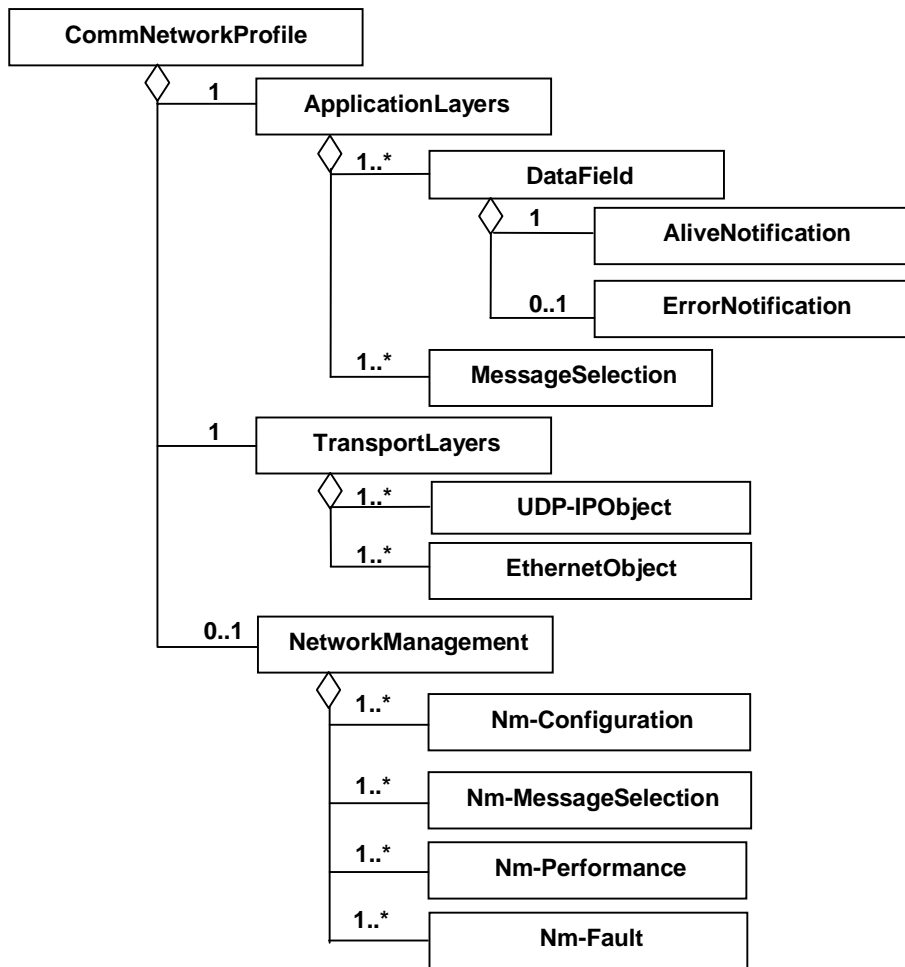 CommNetworkProfile
1
ApplicationLayers
1..*
DataField
1
AliveNotification
0..1
ErrorNotification
1..*
MessageSelection
1
TransportLayers
1..*
UDP-IPObject
1..*
EthernetObject
0..1
NetworkManagement
1..*
Nm-Configuration
1..*
Nm-MessageSelection
1..*
Nm-Performance
1..*
Nm-Fault